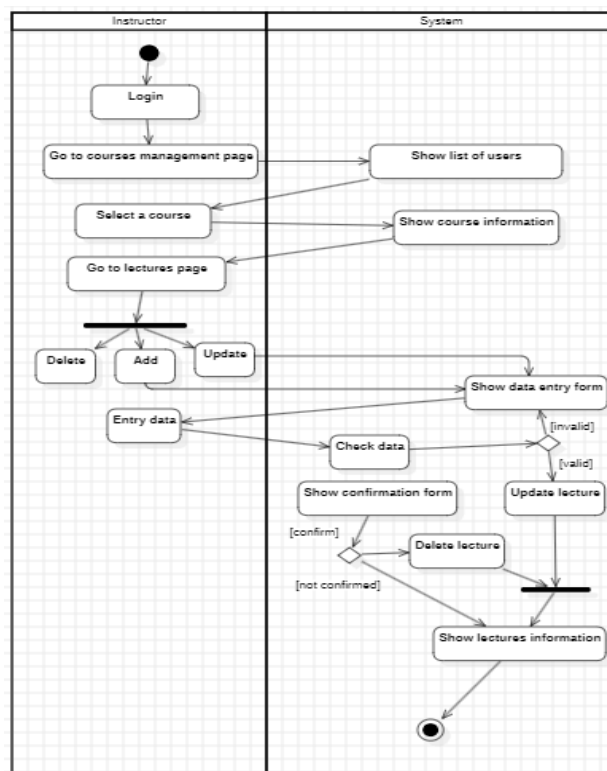 Instructor
System
Login
Go to courses management page
Show list of users
Select a course
Show course information
Go to lectures page
Delete
Add
Update
Show data entry form
Entry data
[invalid]
Check data
[valid]
Show confirmation form
Update lecture
[confirm]
Delete lecture
[not confirmed]
Show lectures information